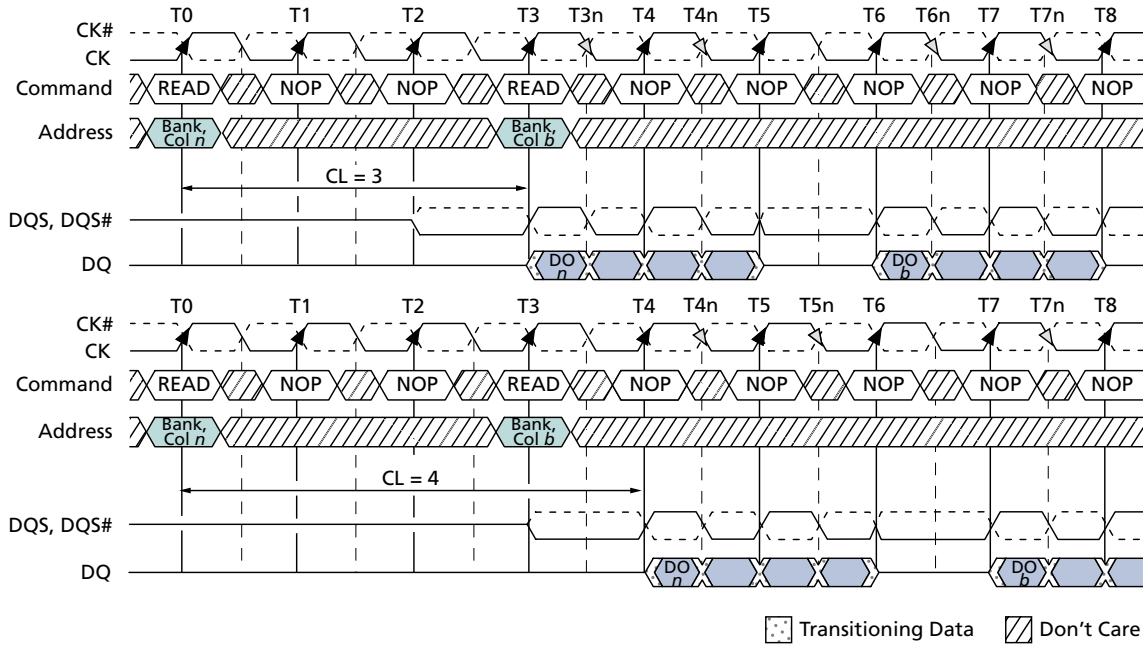 T0 T1 T2 T3 T3n T4 T4n T5 T6 T6n T7 T7n T8
CK#
CK
Command READ NOP NOP READ NOP NOP NOP NOP NOP
Address Bank, Col n Bank, Col b
CL = 3
DQS, DQS#
DQ DO n DO b
T0 T1 T2 T3 T4 T4n T5 T5n T6 T7 T7n T8
CK#
CK
Command READ NOP NOP READ NOP NOP NOP NOP NOP
Address Bank, Col n Bank, Col b
CL = 4
DQS, DQS#
DQ DO n DO b
Transitioning Data Don't Care